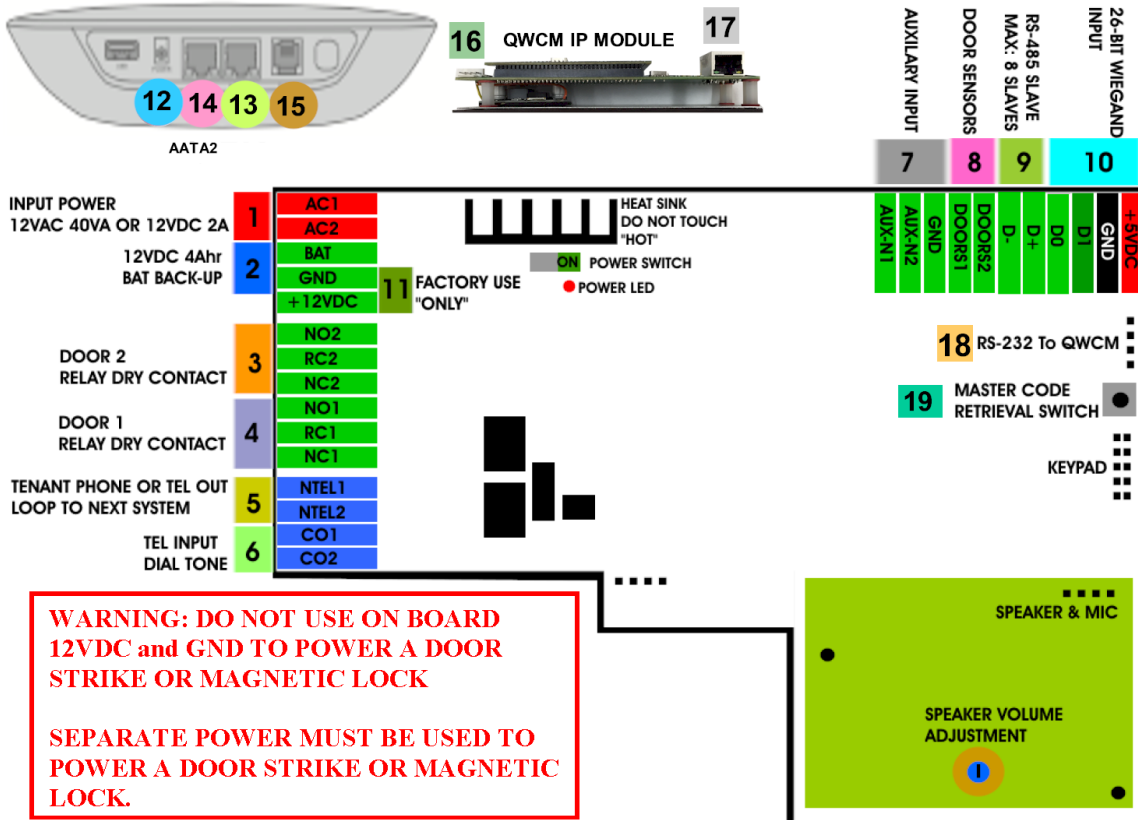 12
14
13
15
AATA2
16
QWCM IP MODULE
17
AUXILARY INPUT
DOOR SENSORS
RS-485 SLAVE
MAX: 8 SLAVES
26-BIT WIEGAND
INPUT
7
8
9
10
AUX-N1
AUX-N2
GND
DOORS1
DOORS2
D-
D+
D0
D1
GND
+5VDC
INPUT POWER
12VAC 40VA OR 12VDC 2A
1
AC1
AC2
12VDC 4Ahr
BAT BACK-UP
2
BAT
GND
+12VDC
11
FACTORY USE
"ONLY"
HEAT SINK
DO NOT TOUCH
"HOT"
ON
POWER SWITCH
POWER LED
DOOR 2
RELAY DRY CONTACT
3
NO2
RC2
NC2
DOOR 1
RELAY DRY CONTACT
4
NO1
RC1
NC1
TENANT PHONE OR TEL OUT
LOOP TO NEXT SYSTEM
5
NTEL1
NTEL2
TEL INPUT
DIAL TONE
6
CO1
CO2
18
RS-232 To QWCM
19
MASTER CODE
RETRIEVAL SWITCH
KEYPAD
WARNING: DO NOT USE ON BOARD
12VDC and GND TO POWER A DOOR
STRIKE OR MAGNETIC LOCK
SEPARATE POWER MUST BE USED TO
POWER A DOOR STRIKE OR MAGNETIC
LOCK.
SPEAKER & MIC
SPEAKER VOLUME
ADJUSTMENT